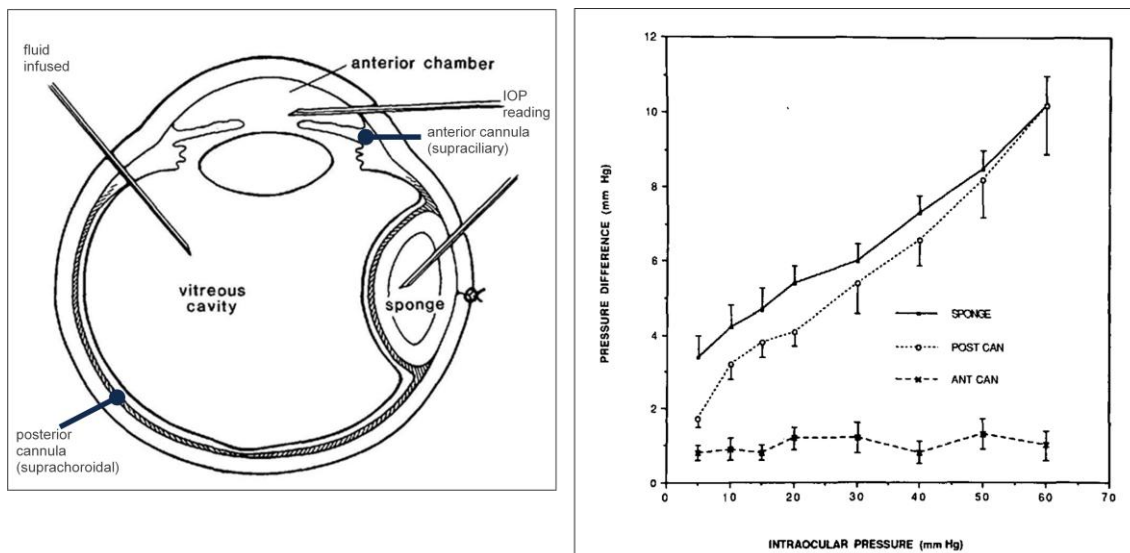 fluid
infused
anterior chamber
IOP
reading
anterior cannula
(supraciliary)
vitreous
cavity
sponge
posterior
cannula
(suprachoroidal)
PRESSURE DIFFERENCE (mm Hg)
12
10
8
6
4
2
0
SPONGE
POST CAN
ANT CAN
10
20
30
40
50
60
70
INTRAOCULAR PRESSURE (mm Hg)